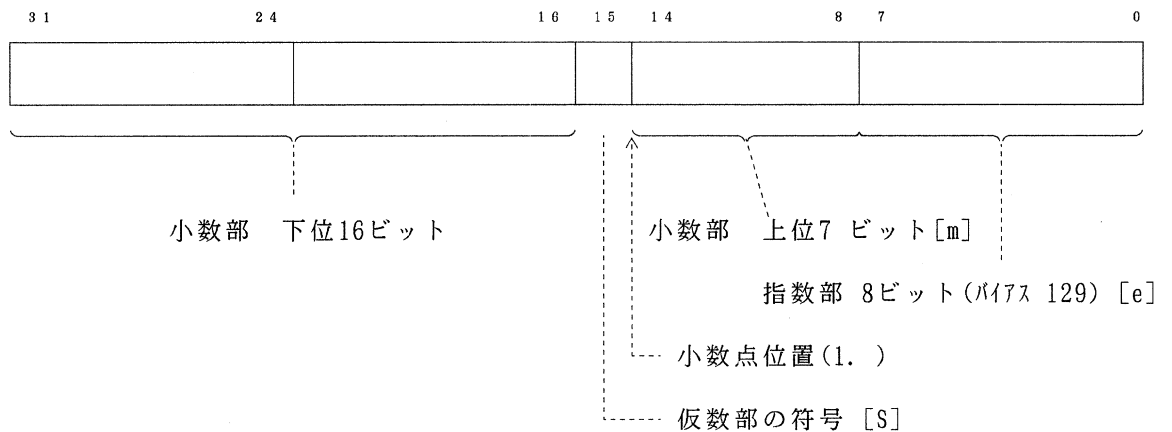 31 24 16 15 14 8 7 0
小数部 下位16ビット 小数部 上位7 ビット[m]
指数部 8ビット(バイアス 129) [e]
小数点位置(1. )
仮数部の符号 [S]